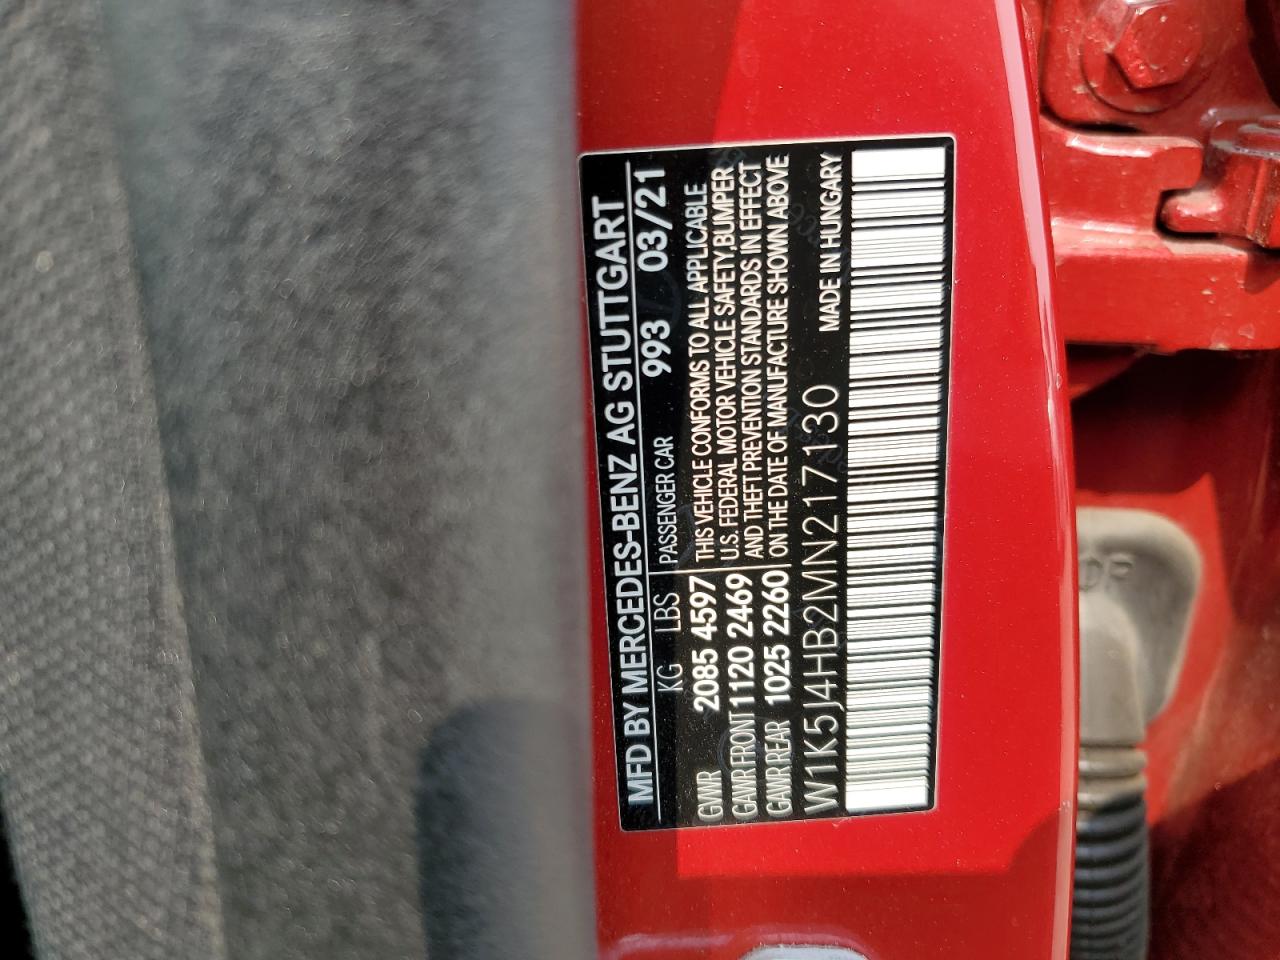 MFD BY MERCEDES-BENZ AG STUTTGART
KG LBS PASSENGER CAR 993 03/21
GVWR 2085 4597 THIS VEHICLE CONFORMS TO ALL APPLICABLE
GAWR FRONT 1120 2469 U.S. FEDERAL MOTOR VEHICLE SAFETY, BUMPER
GAWR REAR 1025 2260 AND THEFT PREVENTION STANDARDS IN EFFECT
ON THE DATE OF MANUFACTURE SHOWN ABOVE
W1K5J4HB2MN217130 MADE IN HUNGARY